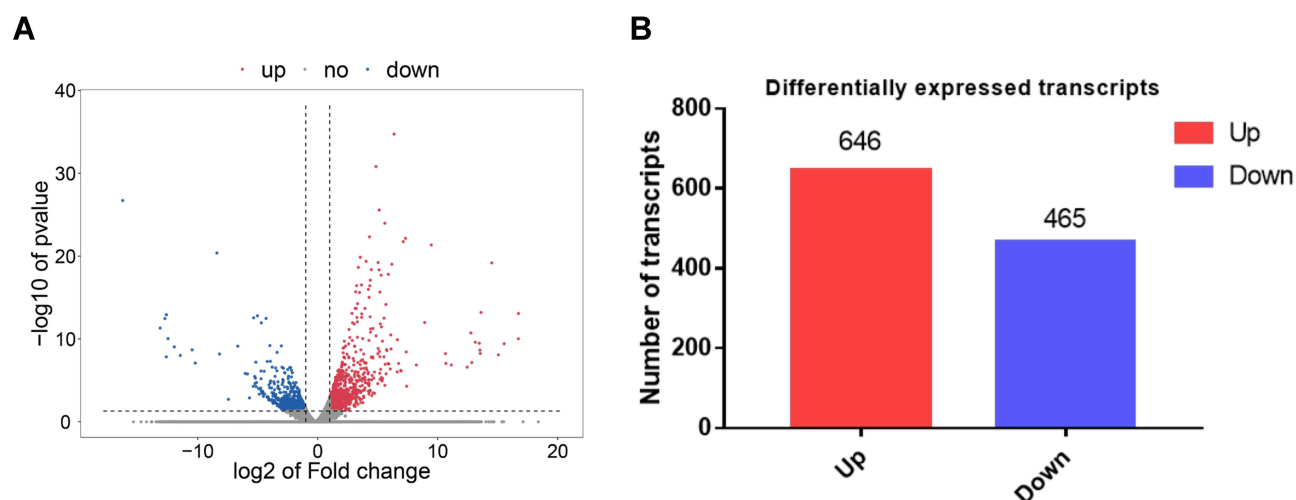 A
up no down
−log10 of pvalue
40
30
20
10
0
−10 0 10 20
log2 of Fold change
B
Differentially expressed transcripts
Number of transcripts
800
600
400
200
0
646
465
Up
Down
Up
Down